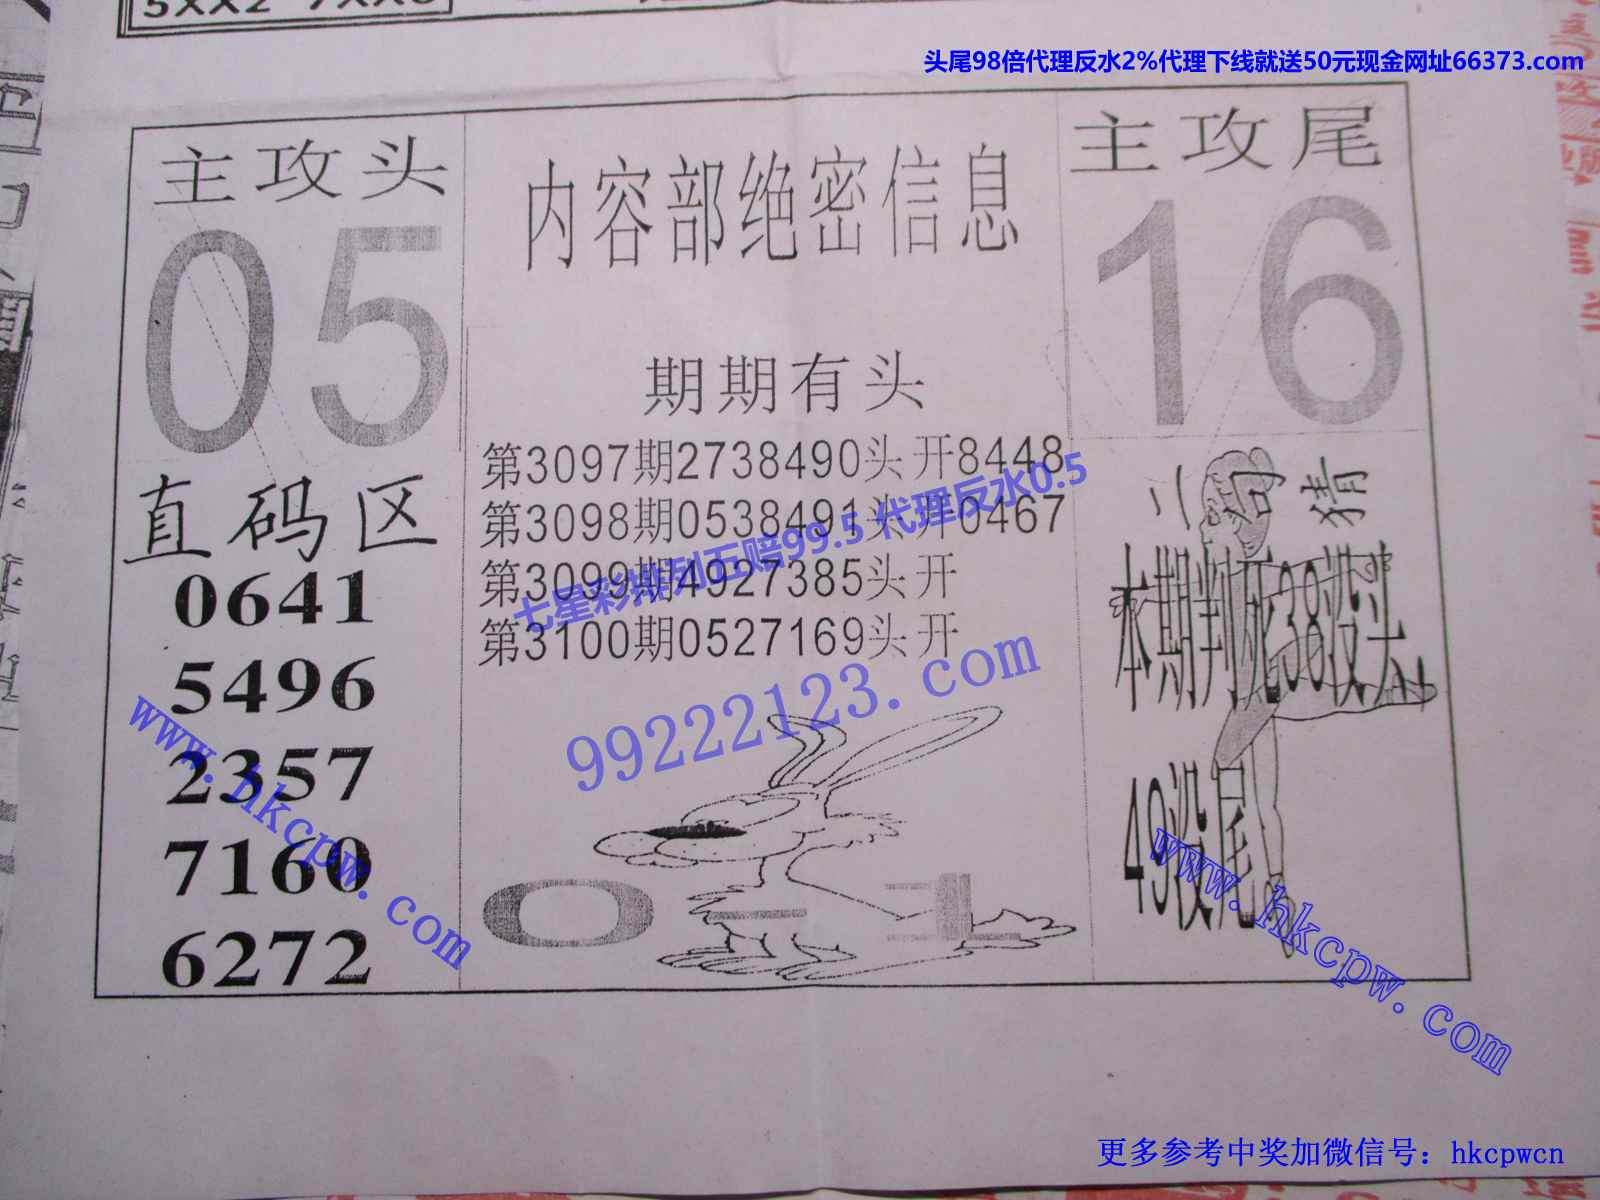 5XX2 7XX8
头尾98倍代理反水2%代理下线就送50元现金网址66373.com
主攻头
05
内容部绝密信息
主攻尾
16
期期有头
第3097期2738490头开8448
第3098期0538491头开0467
第3099期4927385头开
第3100期0527169头开
七星彩排列五赔99.5 代理反水0.5
99222123.com
直码区
0641
5496
2357
7160
6272
www.hkcpw.com
0-1
二句猜
本期判死38没头
49没尾
www.hkcpw.com
更多参考中奖加微信号：hkcpwcn